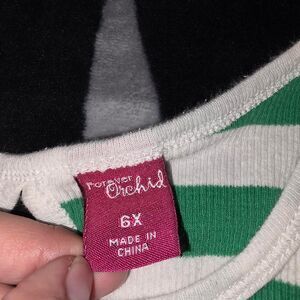 Forever
Orchid
6X
MADE IN
CHINA